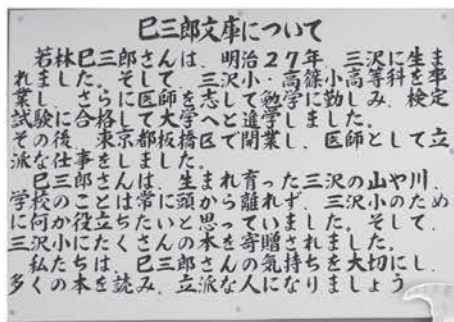 巳三郎文庫について
若林巳三郎さんは、明治27年、三沢に生ま
れました。そして、三沢小・高篠小高等科を卒
業し、さらに医師を志して勉学に勤しみ、検定
試験に合格して大学へと進学しました。
その後、東京都板橋区で開業し、医師として立
派な仕事をしました。
巳三郎さんは、生まれ育った三沢の山や川、
学校のことは常に頭から離れず、三沢小のため
に何か役立ちたいと思っていました。そして、
三沢小にたくさんの本を寄贈されました。
私たちは、巳三郎さんの気持ちを大切にし、
多くの本を読み、立派な人になりましょう